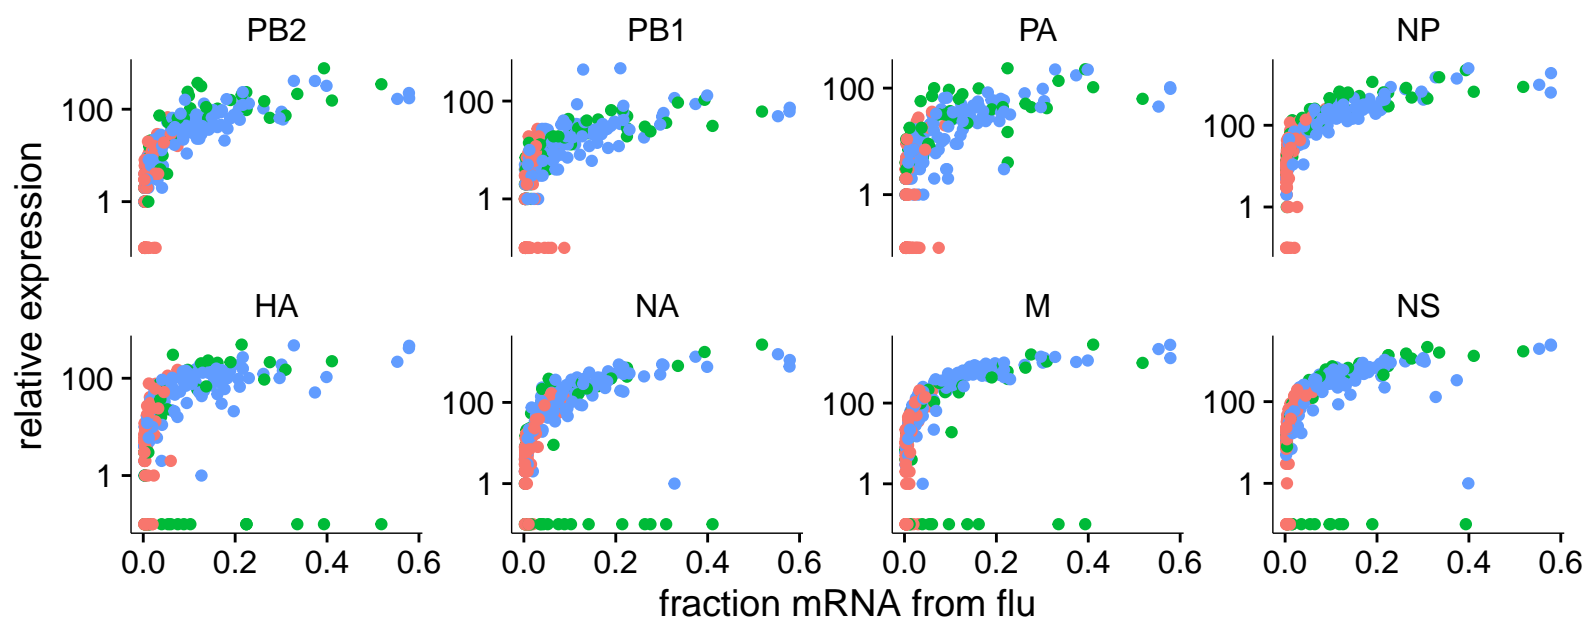 PB2 PB1 PA NP
100 100 100 100
1 1 1 1
HA NA M NS
100 100 100 100
1 1 1 1
0.0 0.2 0.4 0.6 0.0 0.2 0.4 0.6 0.0 0.2 0.4 0.6 0.0 0.2 0.4 0.6
fraction mRNA from flu
relative expression